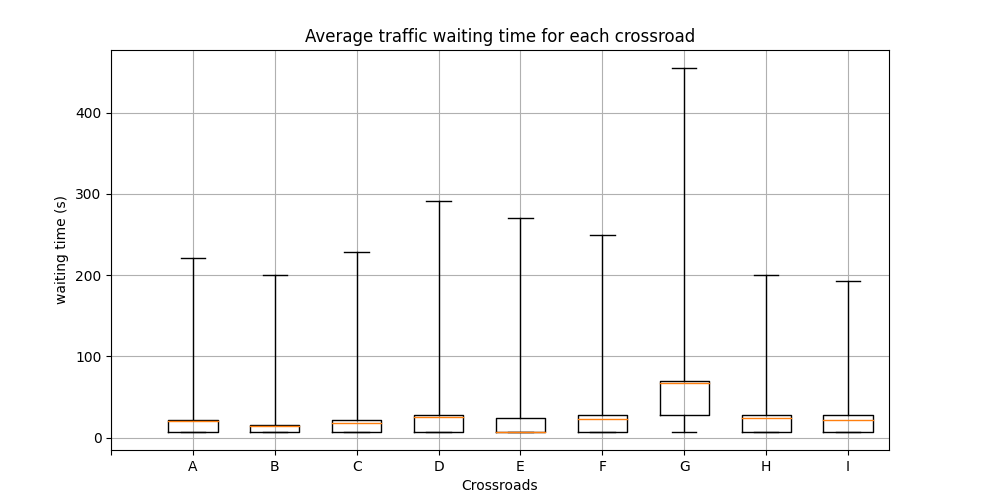 Average traffic waiting time for each crossroad
400
300
200
100
0
waiting time (s)
A B C D E F G H I
Crossroads